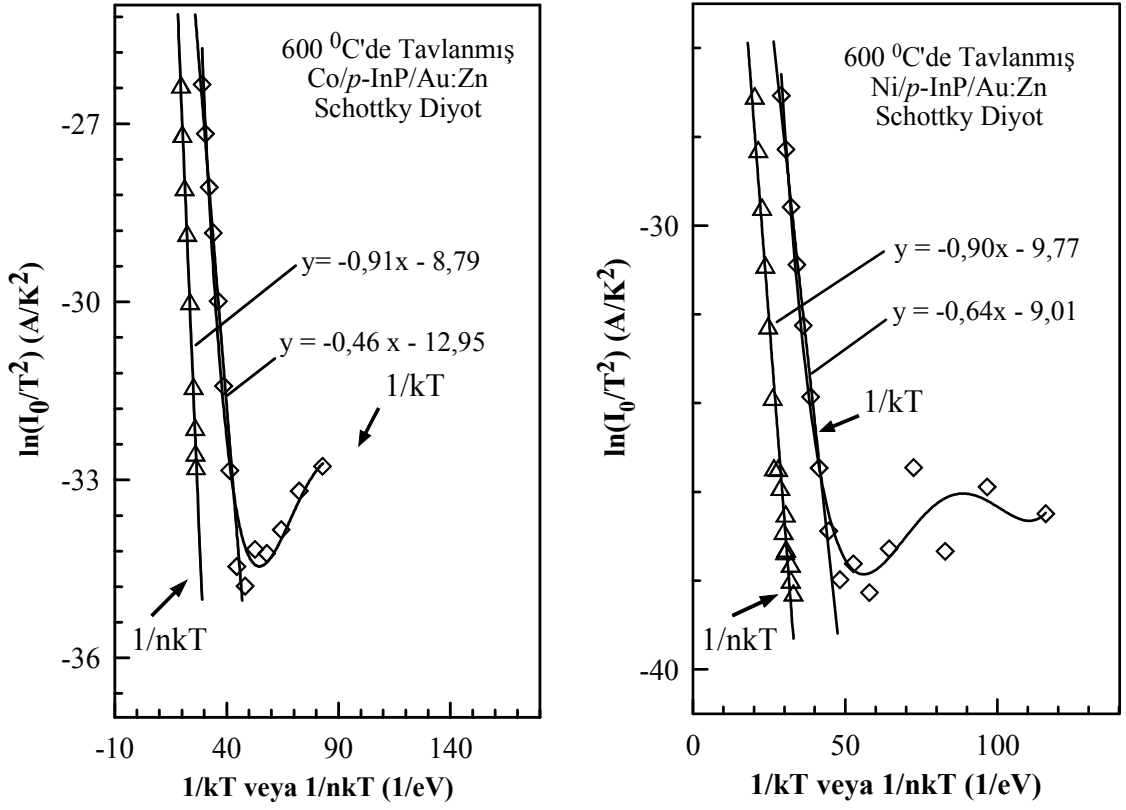 600 ⁰C'de Tavlanmış
Co/p-InP/Au:Zn
Schottky Diyot
-27
-30
-33
-36
ln(I₀/T²) (A/K²)
y= -0,91x - 8,79
y = -0,46 x - 12,95
1/kT
1/nkT
-10
40
90
140
1/kT veya 1/nkT (1/eV)
600 ⁰C'de Tavlanmış
Ni/p-InP/Au:Zn
Schottky Diyot
-30
-40
ln(I₀/T²) (A/K²)
y = -0,90x - 9,77
y = -0,64x - 9,01
1/kT
1/nkT
0
50
100
1/kT veya 1/nkT (1/eV)